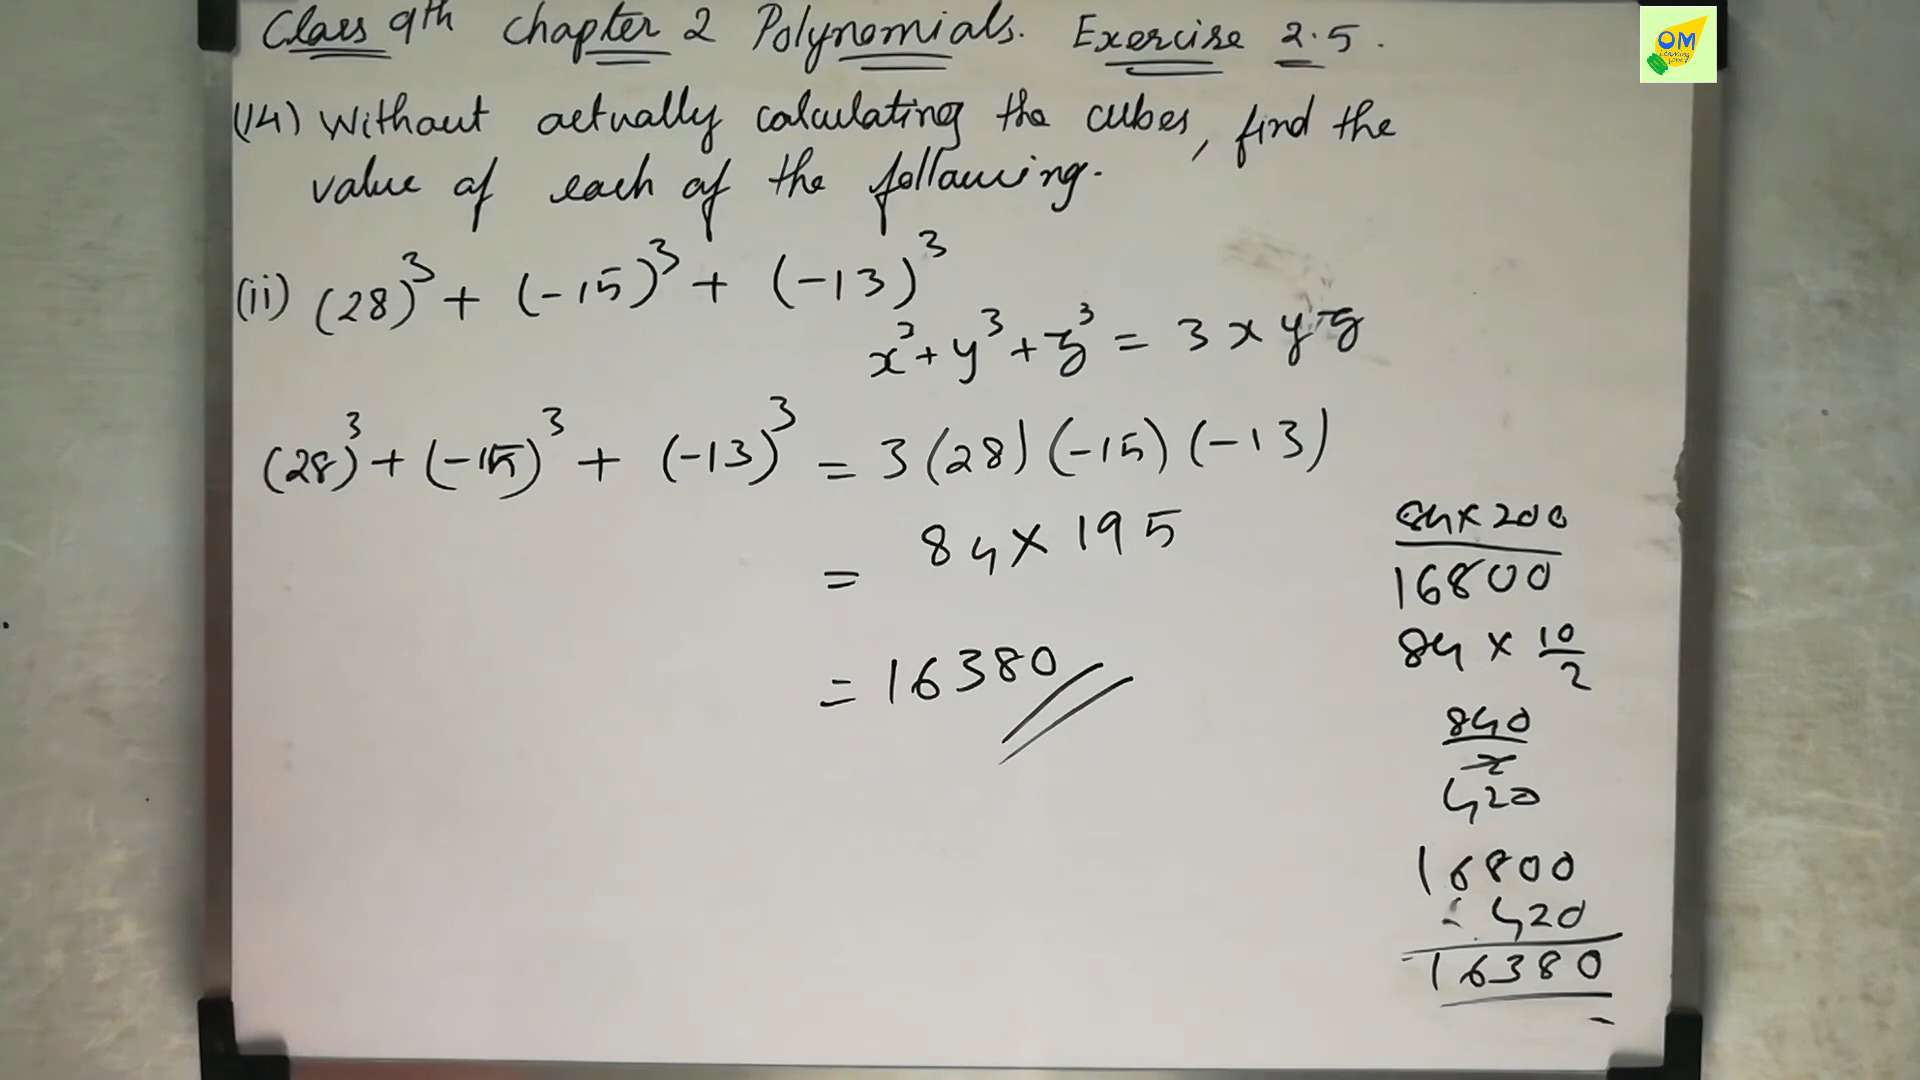 Class 9th Chapter 2 Polynomials. Exercise 2.5.
(14) Without actually calculating the cubes, find the
value of each of the following.
(ii) (28)³ + (-15)³ + (-13)³
x³ + y³ + z³ = 3xyz
(28)³ + (-15)³ + (-13)³ = 3(28)(-15)(-13)
= 84 × 195
= 16380
84 × 200
16800
84 × 10/2
840/2
420
16800
- 420
16380
OM